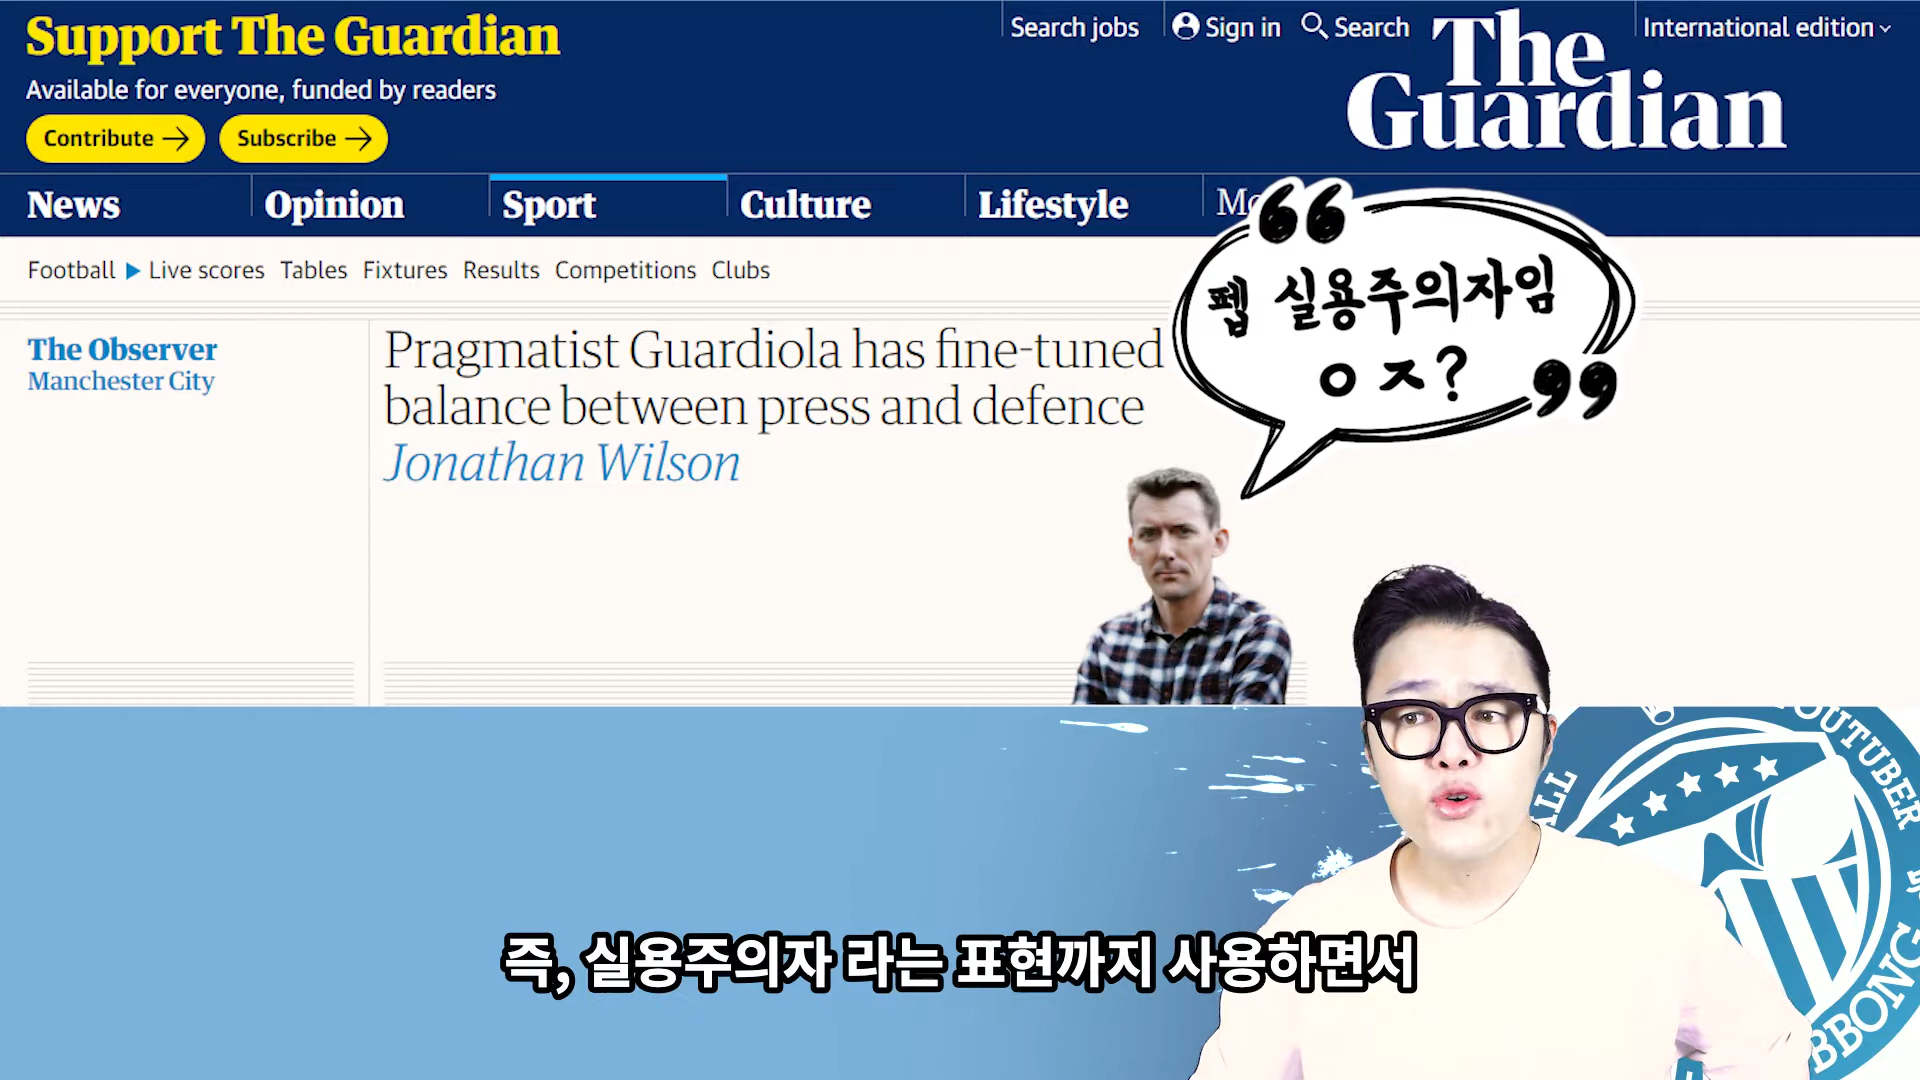 Support The Guardian
Available for everyone, funded by readers
Contribute
Subscribe
Search jobs
Sign in
Search
International edition
The
Guardian
News
Opinion
Sport
Culture
Lifestyle
Football
Live scores
Tables
Fixtures
Results
Competitions
Clubs
The Observer
Manchester City
Pragmatist Guardiola has fine-tuned
balance between press and defence
Jonathan Wilson
“펩 실용주의자임
ㅇㅈ?”
즉, 실용주의자 라는 표현까지 사용하면서
YOUTUBER